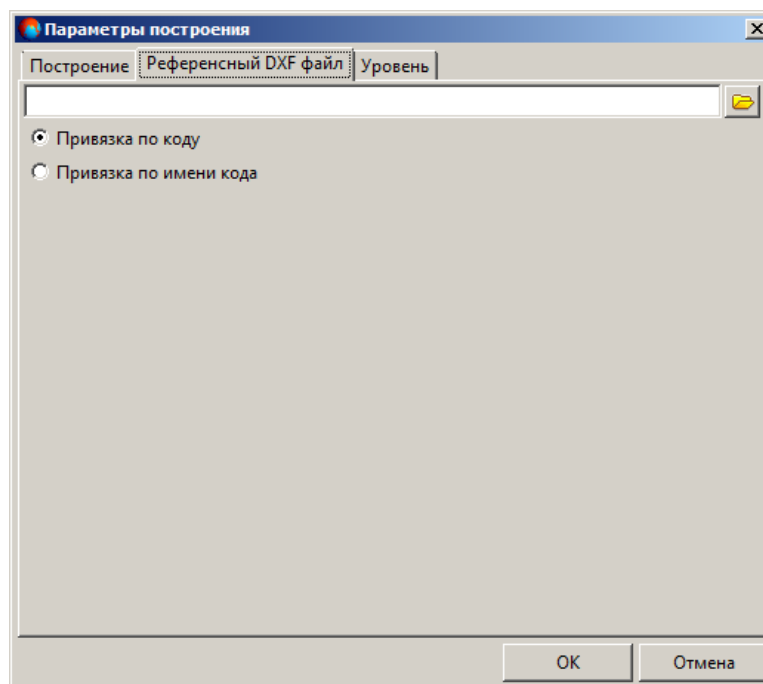 Параметры построения
Построение Референсный DXF файл Уровень
Привязка по коду
Привязка по имени кода
OK Отмена